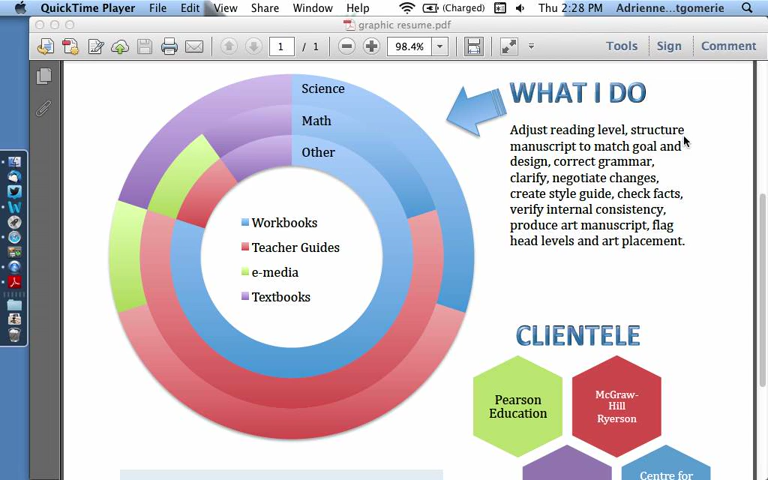 QuickTime Player File Edit View Share Window Help (Charged) Thu 2:28 PM Adrienne...tgomerie
graphic resume.pdf
1 / 1 98.4% Tools Sign Comment
Science
Math
Other
Workbooks
Teacher Guides
e-media
Textbooks
WHAT I DO
Adjust reading level, structure
manuscript to match goal and
design, correct grammar,
clarify, negotiate changes,
create style guide, check facts,
verify internal consistency,
produce art manuscript, flag
head levels and art placement.
CLIENTELE
Pearson
Education
McGraw-
Hill
Ryerson
Centre for